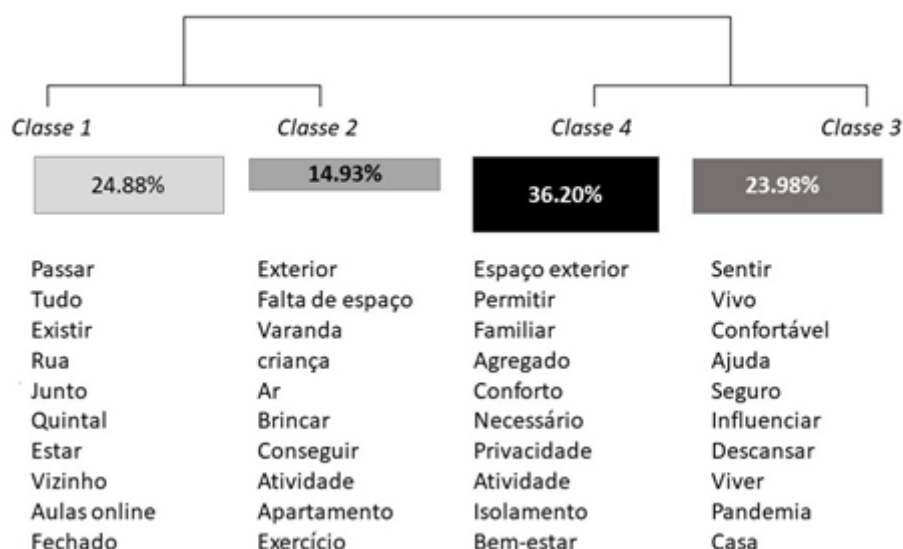 Classe 1
Classe 2
Classe 4
Classe 3
24.88%
14.93%
36.20%
23.98%
Passar
Tudo
Existir
Rua
Junto
Quintal
Estar
Vizinho
Aulas online
Fechado
Exterior
Falta de espaço
Varanda
criança
Ar
Brincar
Conseguir
Atividade
Apartamento
Exercício
Espaço exterior
Permitir
Familiar
Agregado
Conforto
Necessário
Privacidade
Atividade
Isolamento
Bem-estar
Sentir
Vivo
Confortável
Ajuda
Seguro
Influenciar
Descansar
Viver
Pandemia
Casa